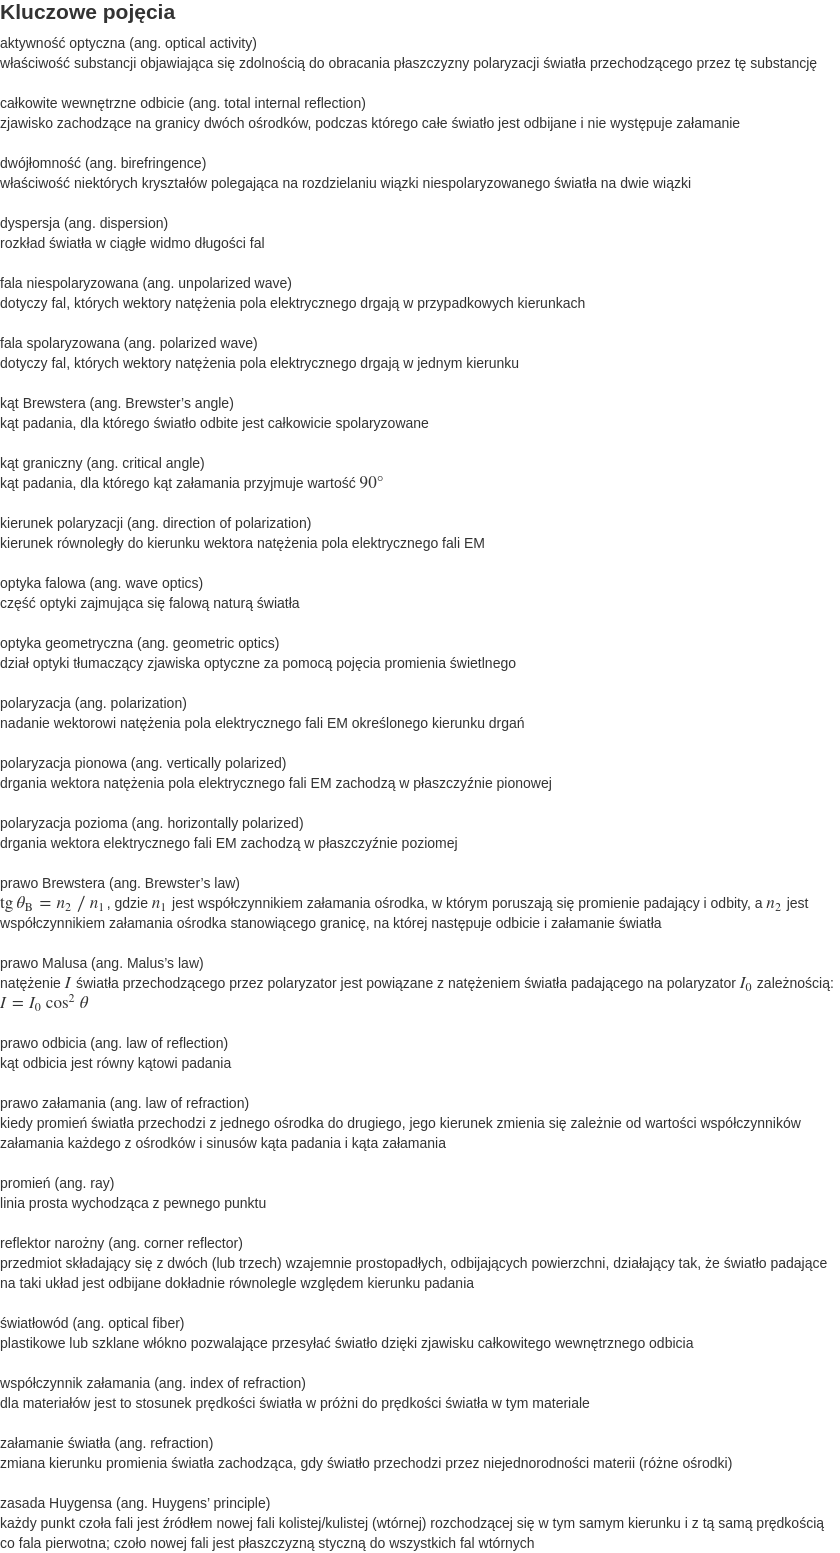 Kluczowe pojęcia
aktywność optyczna (ang. optical activity)
właściwość substancji objawiająca się zdolnością do obracania płaszczyzny polaryzacji światła przechodzącego przez tę substancję
całkowite wewnętrzne odbicie (ang. total internal reflection)
zjawisko zachodzące na granicy dwóch ośrodków, podczas którego całe światło jest odbijane i nie występuje załamanie
dwójłomność (ang. birefringence)
właściwość niektórych kryształów polegająca na rozdzielaniu wiązki niespolaryzowanego światła na dwie wiązki
dyspersja (ang. dispersion)
rozkład światła w ciągłe widmo długości fal
fala niespolaryzowana (ang. unpolarized wave)
dotyczy fal, których wektory natężenia pola elektrycznego drgają w przypadkowych kierunkach
fala spolaryzowana (ang. polarized wave)
dotyczy fal, których wektory natężenia pola elektrycznego drgają w jednym kierunku
kąt Brewstera (ang. Brewster’s angle)
kąt padania, dla którego światło odbite jest całkowicie spolaryzowane
kąt graniczny (ang. critical angle)
kąt padania, dla którego kąt załamania przyjmuje wartość 90°
kierunek polaryzacji (ang. direction of polarization)
kierunek równoległy do kierunku wektora natężenia pola elektrycznego fali EM
optyka falowa (ang. wave optics)
część optyki zajmująca się falową naturą światła
optyka geometryczna (ang. geometric optics)
dział optyki tłumaczący zjawiska optyczne za pomocą pojęcia promienia świetlnego
polaryzacja (ang. polarization)
nadanie wektorowi natężenia pola elektrycznego fali EM określonego kierunku drgań
polaryzacja pionowa (ang. vertically polarized)
drgania wektora natężenia pola elektrycznego fali EM zachodzą w płaszczyźnie pionowej
polaryzacja pozioma (ang. horizontally polarized)
drgania wektora elektrycznego fali EM zachodzą w płaszczyźnie poziomej
prawo Brewstera (ang. Brewster’s law)
tg θ_B = n₂ / n₁, gdzie n₁ jest współczynnikiem załamania ośrodka, w którym poruszają się promienie padający i odbity, a n₂ jest
współczynnikiem załamania ośrodka stanowiącego granicę, na której następuje odbicie i załamanie światła
prawo Malusa (ang. Malus’s law)
natężenie I światła przechodzącego przez polaryzator jest powiązane z natężeniem światła padającego na polaryzator I₀ zależnością:
I = I₀ cos² θ
prawo odbicia (ang. law of reflection)
kąt odbicia jest równy kątowi padania
prawo załamania (ang. law of refraction)
kiedy promień światła przechodzi z jednego ośrodka do drugiego, jego kierunek zmienia się zależnie od wartości współczynników
załamania każdego z ośrodków i sinusów kąta padania i kąta załamania
promień (ang. ray)
linia prosta wychodząca z pewnego punktu
reflektor narożny (ang. corner reflector)
przedmiot składający się z dwóch (lub trzech) wzajemnie prostopadłych, odbijających powierzchni, działający tak, że światło padające
na taki układ jest odbijane dokładnie równolegle względem kierunku padania
światłowód (ang. optical fiber)
plastikowe lub szklane włókno pozwalające przesyłać światło dzięki zjawisku całkowitego wewnętrznego odbicia
współczynnik załamania (ang. index of refraction)
dla materiałów jest to stosunek prędkości światła w próżni do prędkości światła w tym materiale
załamanie światła (ang. refraction)
zmiana kierunku promienia światła zachodząca, gdy światło przechodzi przez niejednorodności materii (różne ośrodki)
zasada Huygensa (ang. Huygens’ principle)
każdy punkt czoła fali jest źródłem nowej fali kolistej/kulistej (wtórnej) rozchodzącej się w tym samym kierunku i z tą samą prędkością
co fala pierwotna; czoło nowej fali jest płaszczyzną styczną do wszystkich fal wtórnych